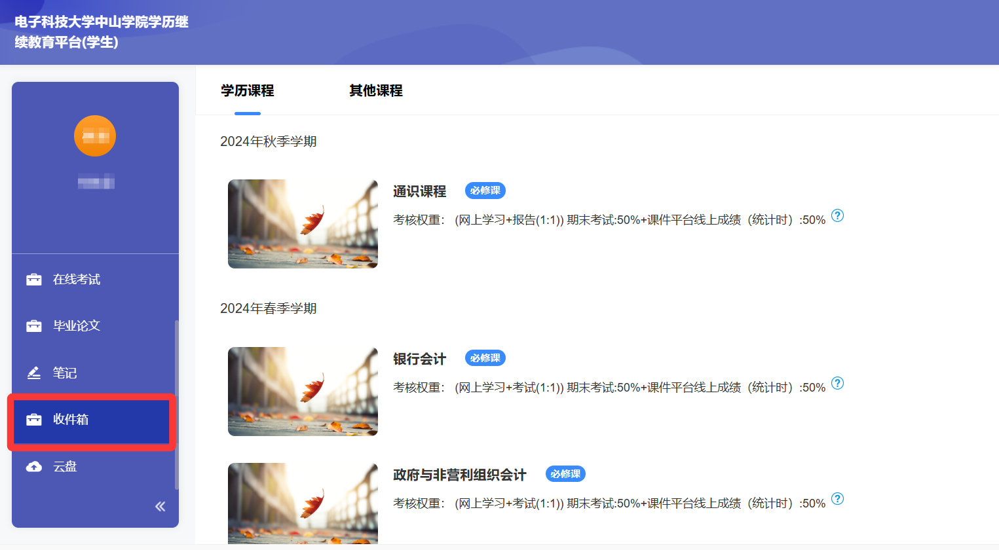 电子科技大学中山学院学历继
续教育平台(学生)
在线考试
毕业论文
笔记
收件箱
云盘
学历课程
其他课程
2024年秋季学期
通识课程 必修课
考核权重： (网上学习+报告(1:1)) 期末考试:50%+课件平台线上成绩（统计时）:50%
2024年春季学期
银行会计 必修课
考核权重： (网上学习+考试(1:1)) 期末考试:50%+课件平台线上成绩（统计时）:50%
政府与非营利组织会计 必修课
考核权重： (网上学习+考试(1:1)) 期末考试:50%+课件平台线上成绩（统计时）:50%